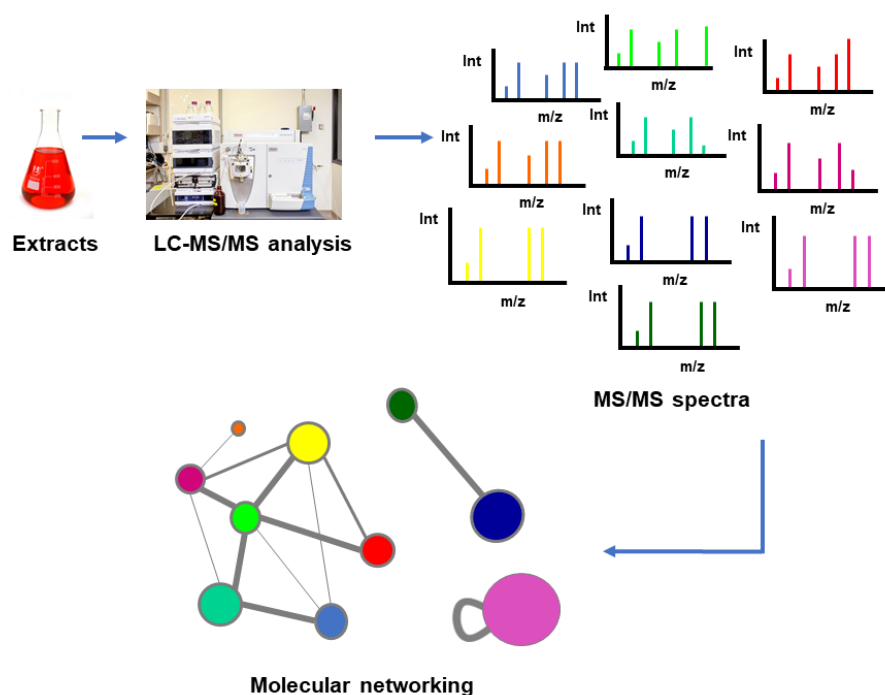 Int
m/z
Int
m/z
Int
m/z
Int
m/z
Int
m/z
Int
m/z
Int
m/z
Int
m/z
Int
m/z
Int
m/z
Extracts
LC-MS/MS analysis
MS/MS spectra
Molecular networking